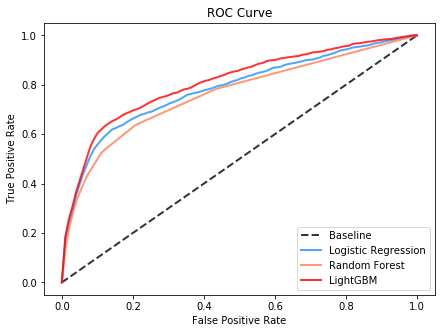 ROC Curve
True Positive Rate
1.0
0.8
0.6
0.4
0.2
0.0
Baseline
Logistic Regression
Random Forest
LightGBM
0.0 0.2 0.4 0.6 0.8 1.0
False Positive Rate